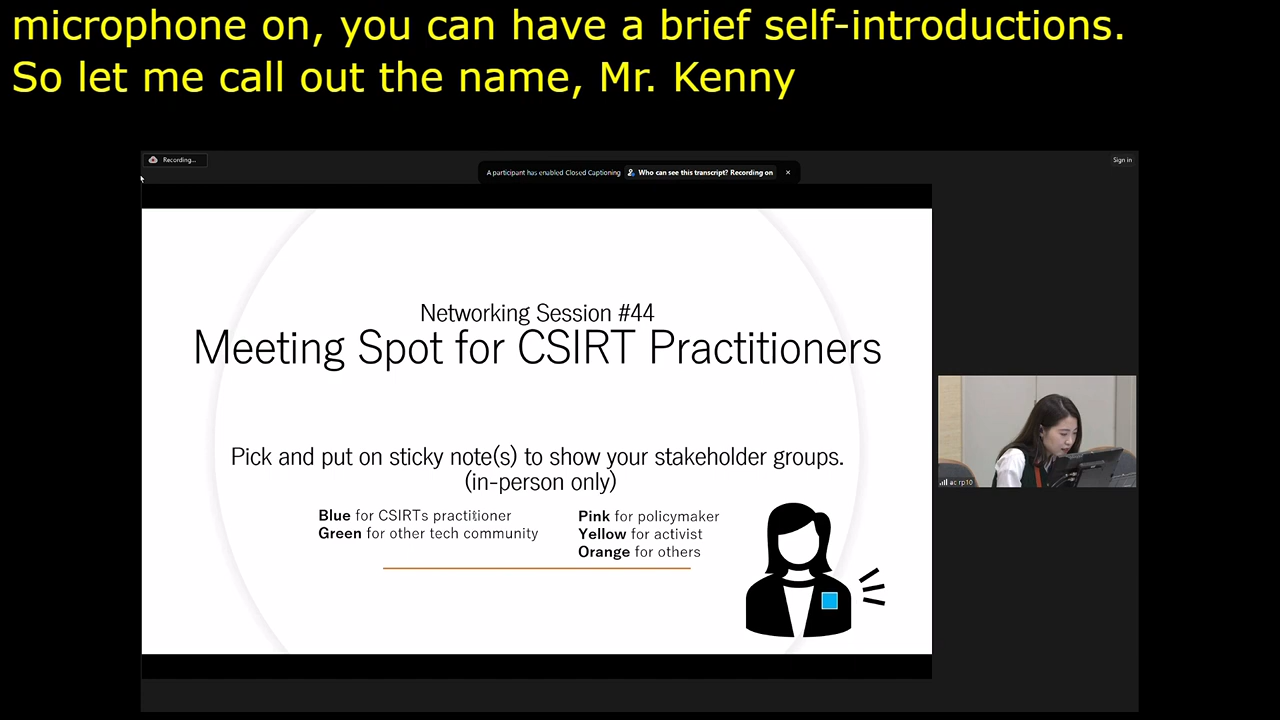 microphone on, you can have a brief self-introductions.
So let me call out the name, Mr. Kenny
Recording...
A participant has enabled Closed Captioning Who can see this transcript? Recording on
Sign in
Networking Session #44
Meeting Spot for CSIRT Practitioners
Pick and put on sticky note(s) to show your stakeholder groups.
(in-person only)
Blue for CSIRTs practitioner
Green for other tech community
Pink for policymaker
Yellow for activist
Orange for others
ac rp10